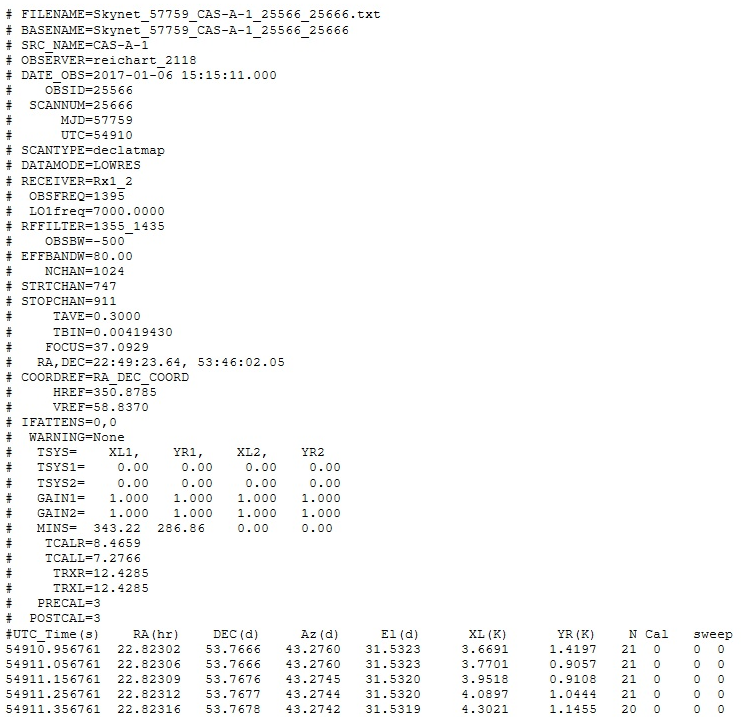 # FILENAME=Skynet_57759_CAS-A-1_25566_25666.txt
# BASENAME=Skynet_57759_CAS-A-1_25566_25666
# SRC_NAME=CAS-A-1
# OBSERVER=reichart_2118
# DATE_OBS=2017-01-06 15:15:11.000
# OBSID=25566
# SCANNUM=25666
# MJD=57759
# UTC=54910
# SCANTYPE=declatmap
# DATAMODE=LOWRES
# RECEIVER=Rx1_2
# OBSFREQ=1395
# LO1freq=7000.0000
# RFFILTER=1355_1435
# OBSBW=-500
# EFFBANDW=80.00
# NCHAN=1024
# STRTCHAN=747
# STOPCHAN=911
# TAVE=0.3000
# TBIN=0.00419430
# FOCUS=37.0929
# RA,DEC=22:49:23.64, 53:46:02.05
# COORDREF=RA_DEC_COORD
# HREF=350.8785
# VREF=58.8370
# IFATTENS=0,0
# WARNING=None
# TSYS= XL1, YR1, XL2, YR2
# TSYS1= 0.00 0.00 0.00 0.00
# TSYS2= 0.00 0.00 0.00 0.00
# GAIN1= 1.000 1.000 1.000 1.000
# GAIN2= 1.000 1.000 1.000 1.000
# MINS= 343.22 286.86 0.00 0.00
# TCALR=8.4659
# TCALL=7.2766
# TRXR=12.4285
# TRXL=12.4285
# PRECAL=3
# POSTCAL=3
#UTC_Time(s) RA(hr) DEC(d) Az(d) El(d) XL(K) YR(K) N Cal sweep
54910.956761 22.82302 53.7666 43.2760 31.5323 3.6691 1.4197 21 0 0 0
54911.056761 22.82306 53.7666 43.2760 31.5323 3.7701 0.9057 21 0 0 0
54911.156761 22.82309 53.7676 43.2745 31.5320 3.9518 0.9108 21 0 0 0
54911.256761 22.82312 53.7677 43.2744 31.5320 4.0897 1.0444 21 0 0 0
54911.356761 22.82316 53.7678 43.2742 31.5319 4.3021 1.1455 20 0 0 0